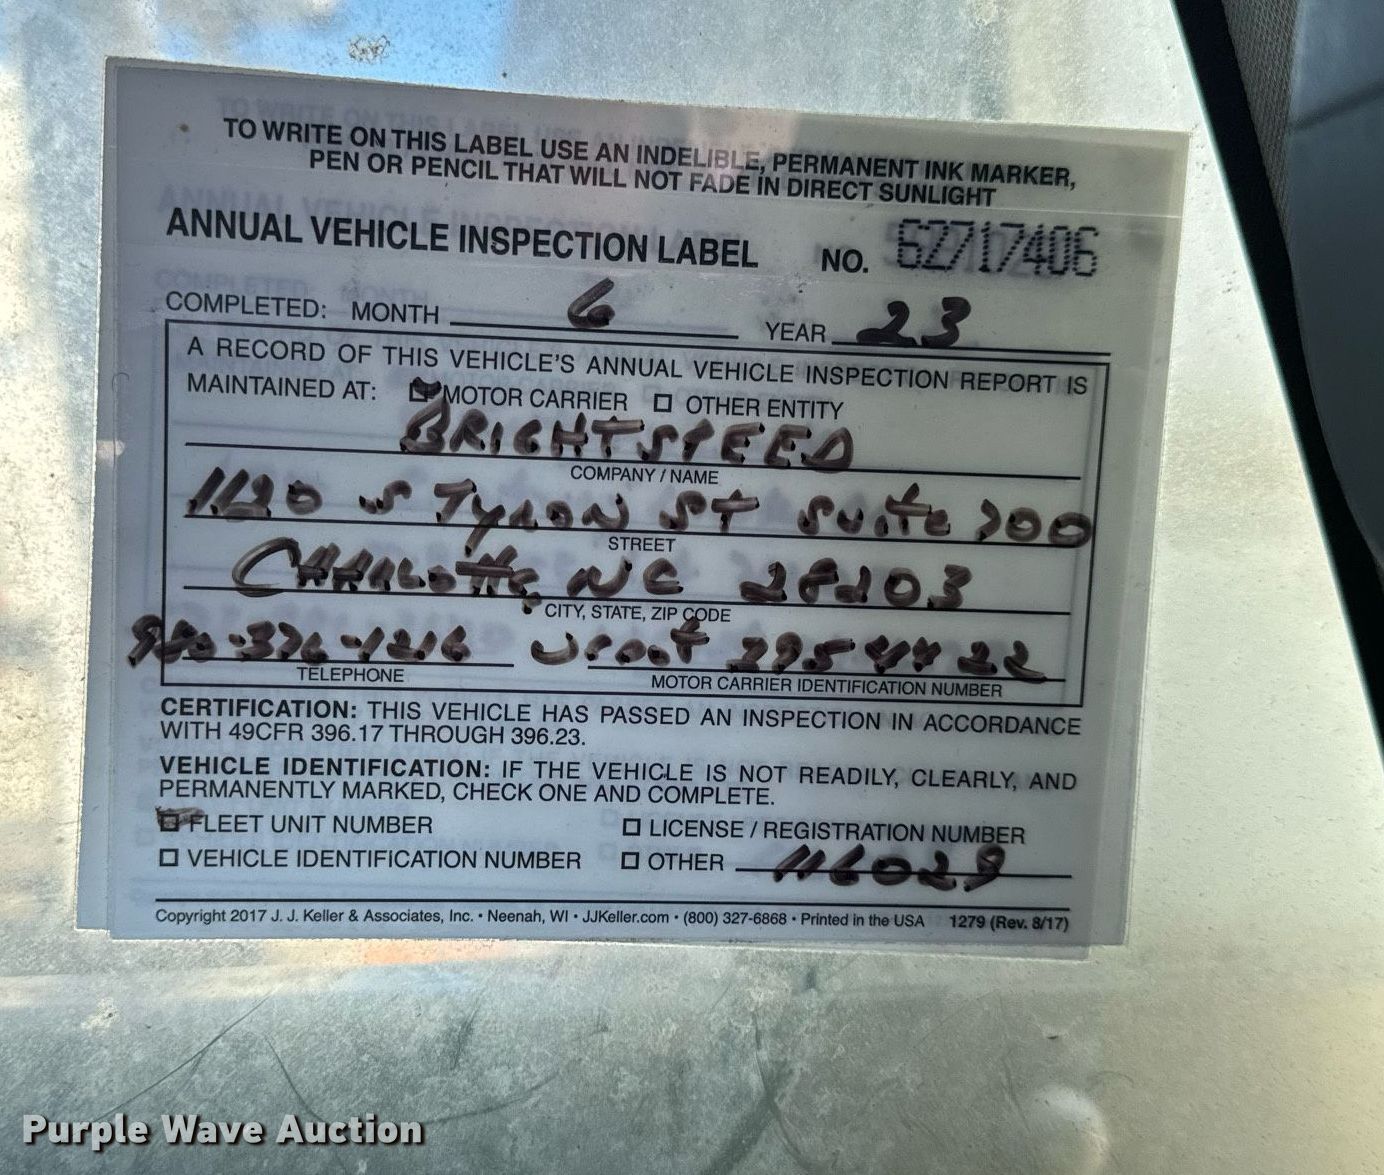 TO WRITE ON THIS LABEL USE AN INDELIBLE, PERMANENT INK MARKER,
PEN OR PENCIL THAT WILL NOT FADE IN DIRECT SUNLIGHT
ANNUAL VEHICLE INSPECTION LABEL NO. 62717406
COMPLETED: MONTH 6 YEAR 23
A RECORD OF THIS VEHICLE'S ANNUAL VEHICLE INSPECTION REPORT IS
MAINTAINED AT: MOTOR CARRIER OTHER ENTITY
BRIGHTSPEED
COMPANY / NAME
1120 S Tyron ST Suite 700
STREET
CHARLOTTE, NC 28203
CITY, STATE, ZIP CODE
USDOT
TELEPHONE MOTOR CARRIER IDENTIFICATION NUMBER
CERTIFICATION: THIS VEHICLE HAS PASSED AN INSPECTION IN ACCORDANCE
WITH 49CFR 396.17 THROUGH 396.23.
VEHICLE IDENTIFICATION: IF THE VEHICLE IS NOT READILY, CLEARLY, AND
PERMANENTLY MARKED, CHECK ONE AND COMPLETE.
FLEET UNIT NUMBER LICENSE / REGISTRATION NUMBER
VEHICLE IDENTIFICATION NUMBER OTHER 116029
Copyright 2017 J. J. Keller & Associates, Inc. • Neenah, WI • JJKeller.com • (800) 327-6868 • Printed in the USA 1279 (Rev. 8/17)
Purple Wave Auction